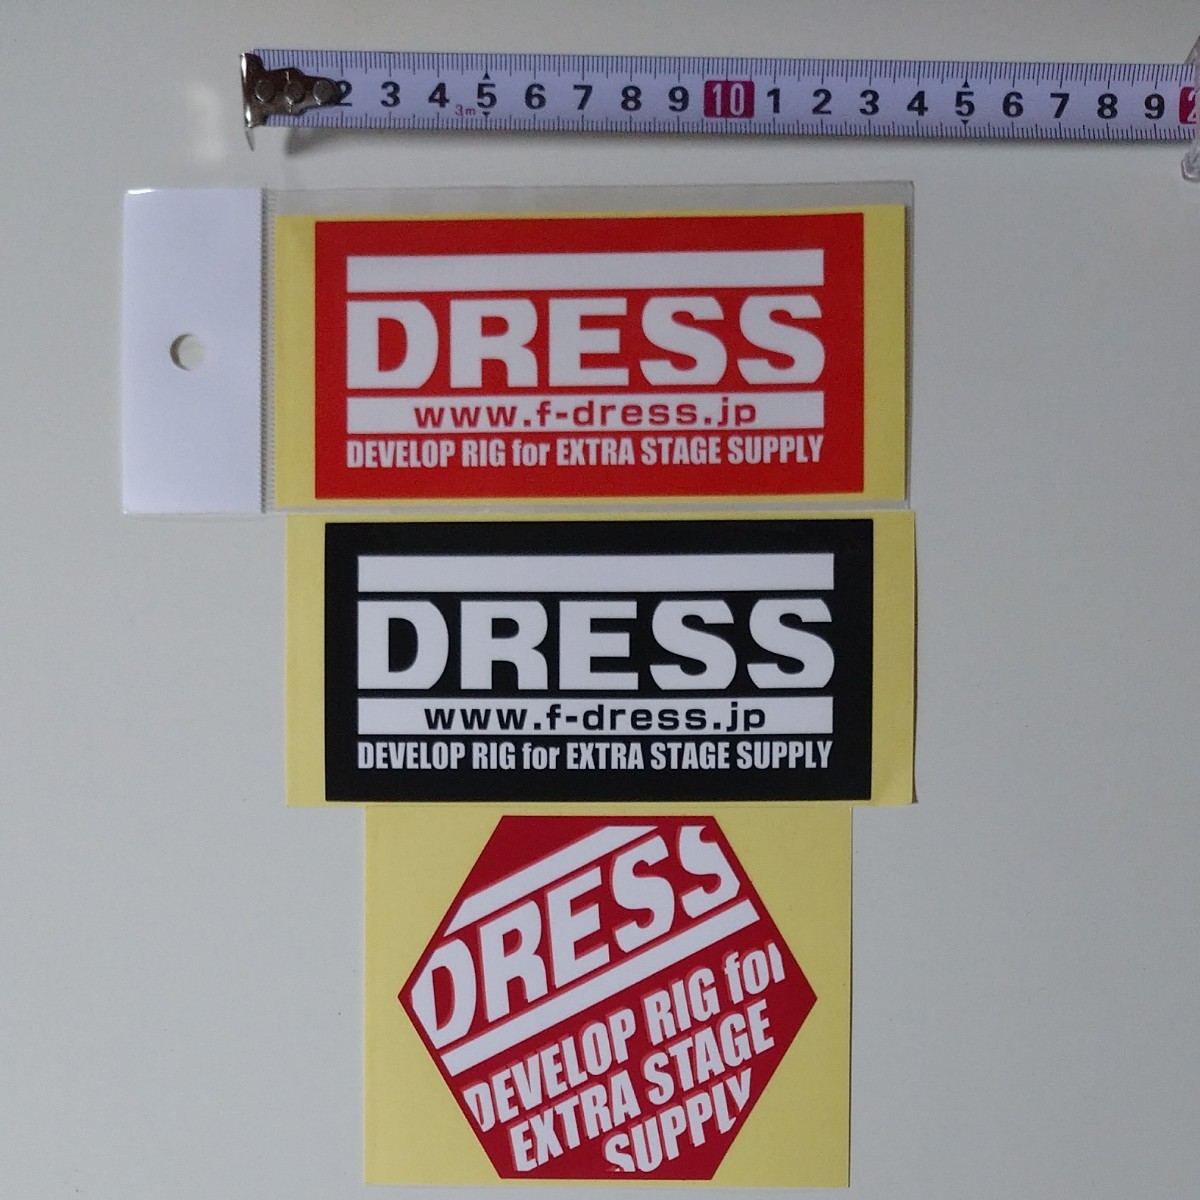 2 3 4 5 6 7 8 9 10 1 2 3 4 5 6 7 8 9 2
3m
DRESS
www.f-dress.jp
DEVELOP RIG for EXTRA STAGE SUPPLY
DRESS
www.f-dress.jp
DEVELOP RIG for EXTRA STAGE SUPPLY
DRESS
DEVELOP RIG for
EXTRA STAGE
SUPPLY